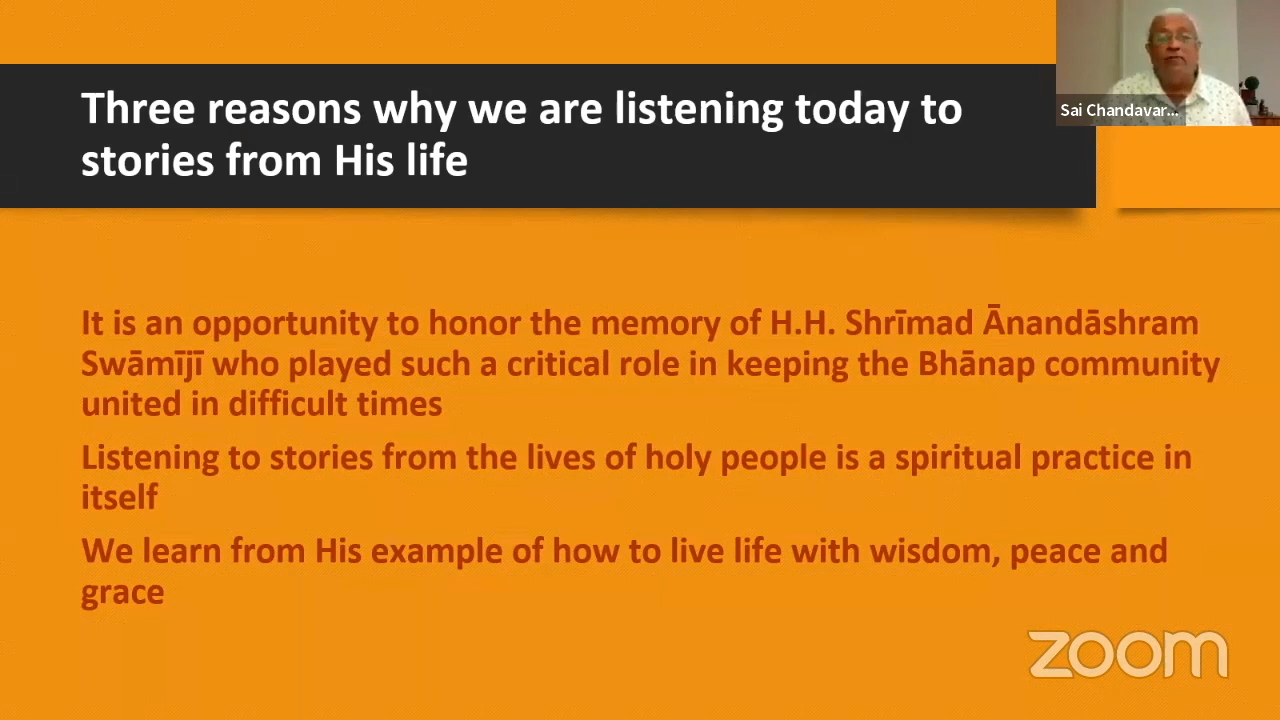 Three reasons why we are listening today to
stories from His life
Sai Chandavar...
It is an opportunity to honor the memory of H.H. Shrīmad Ānandāshram
Swāmījī who played such a critical role in keeping the Bhānap community
united in difficult times
Listening to stories from the lives of holy people is a spiritual practice in
itself
We learn from His example of how to live life with wisdom, peace and
grace
zoom